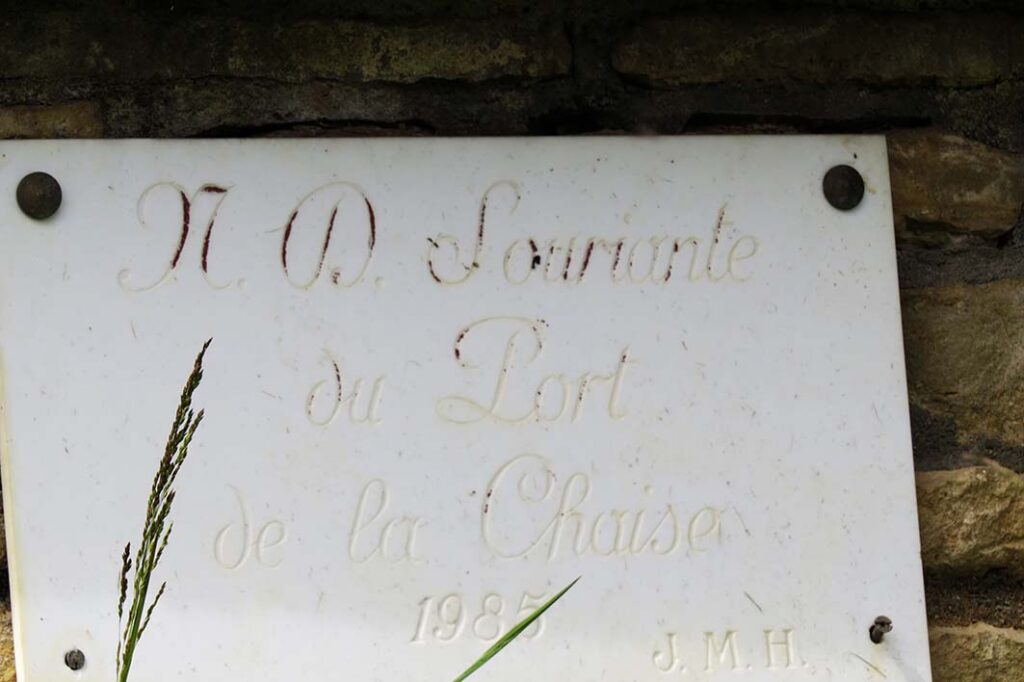 N. D. Souriante
du Port
de la Chaise
1985
J. M. H.